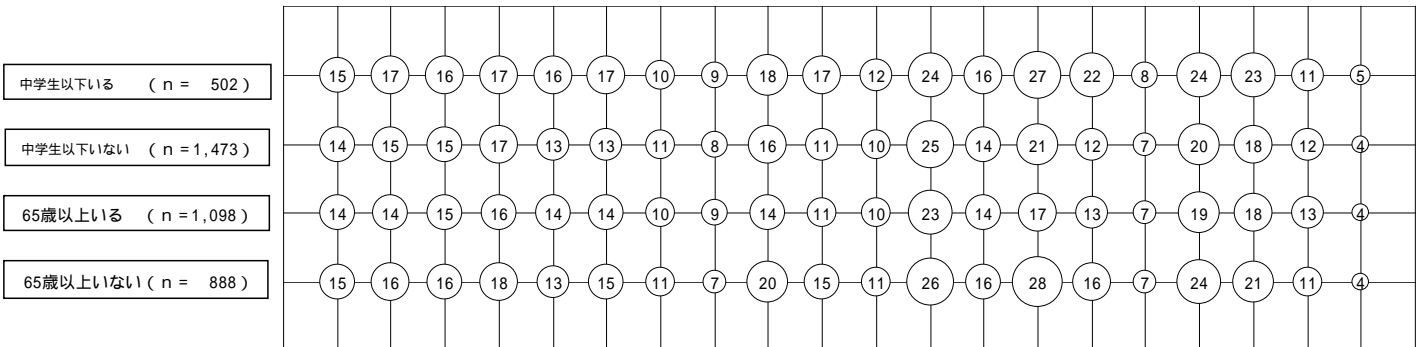 中学生以下いる （ｎ＝ 502） 15 17 16 17 16 17 10 9 18 17 12 24 16 27 22 8 24 23 11 5
中学生以下いない （ｎ＝1,473） 14 15 15 17 13 13 11 8 16 11 10 25 14 21 12 7 20 18 12 4
65歳以上いる （ｎ＝1,098） 14 14 15 16 14 14 10 9 14 11 10 23 14 17 13 7 19 18 13 4
65歳以上いない（ｎ＝ 888） 15 16 16 18 13 15 11 7 20 15 11 26 16 28 16 7 24 21 11 4